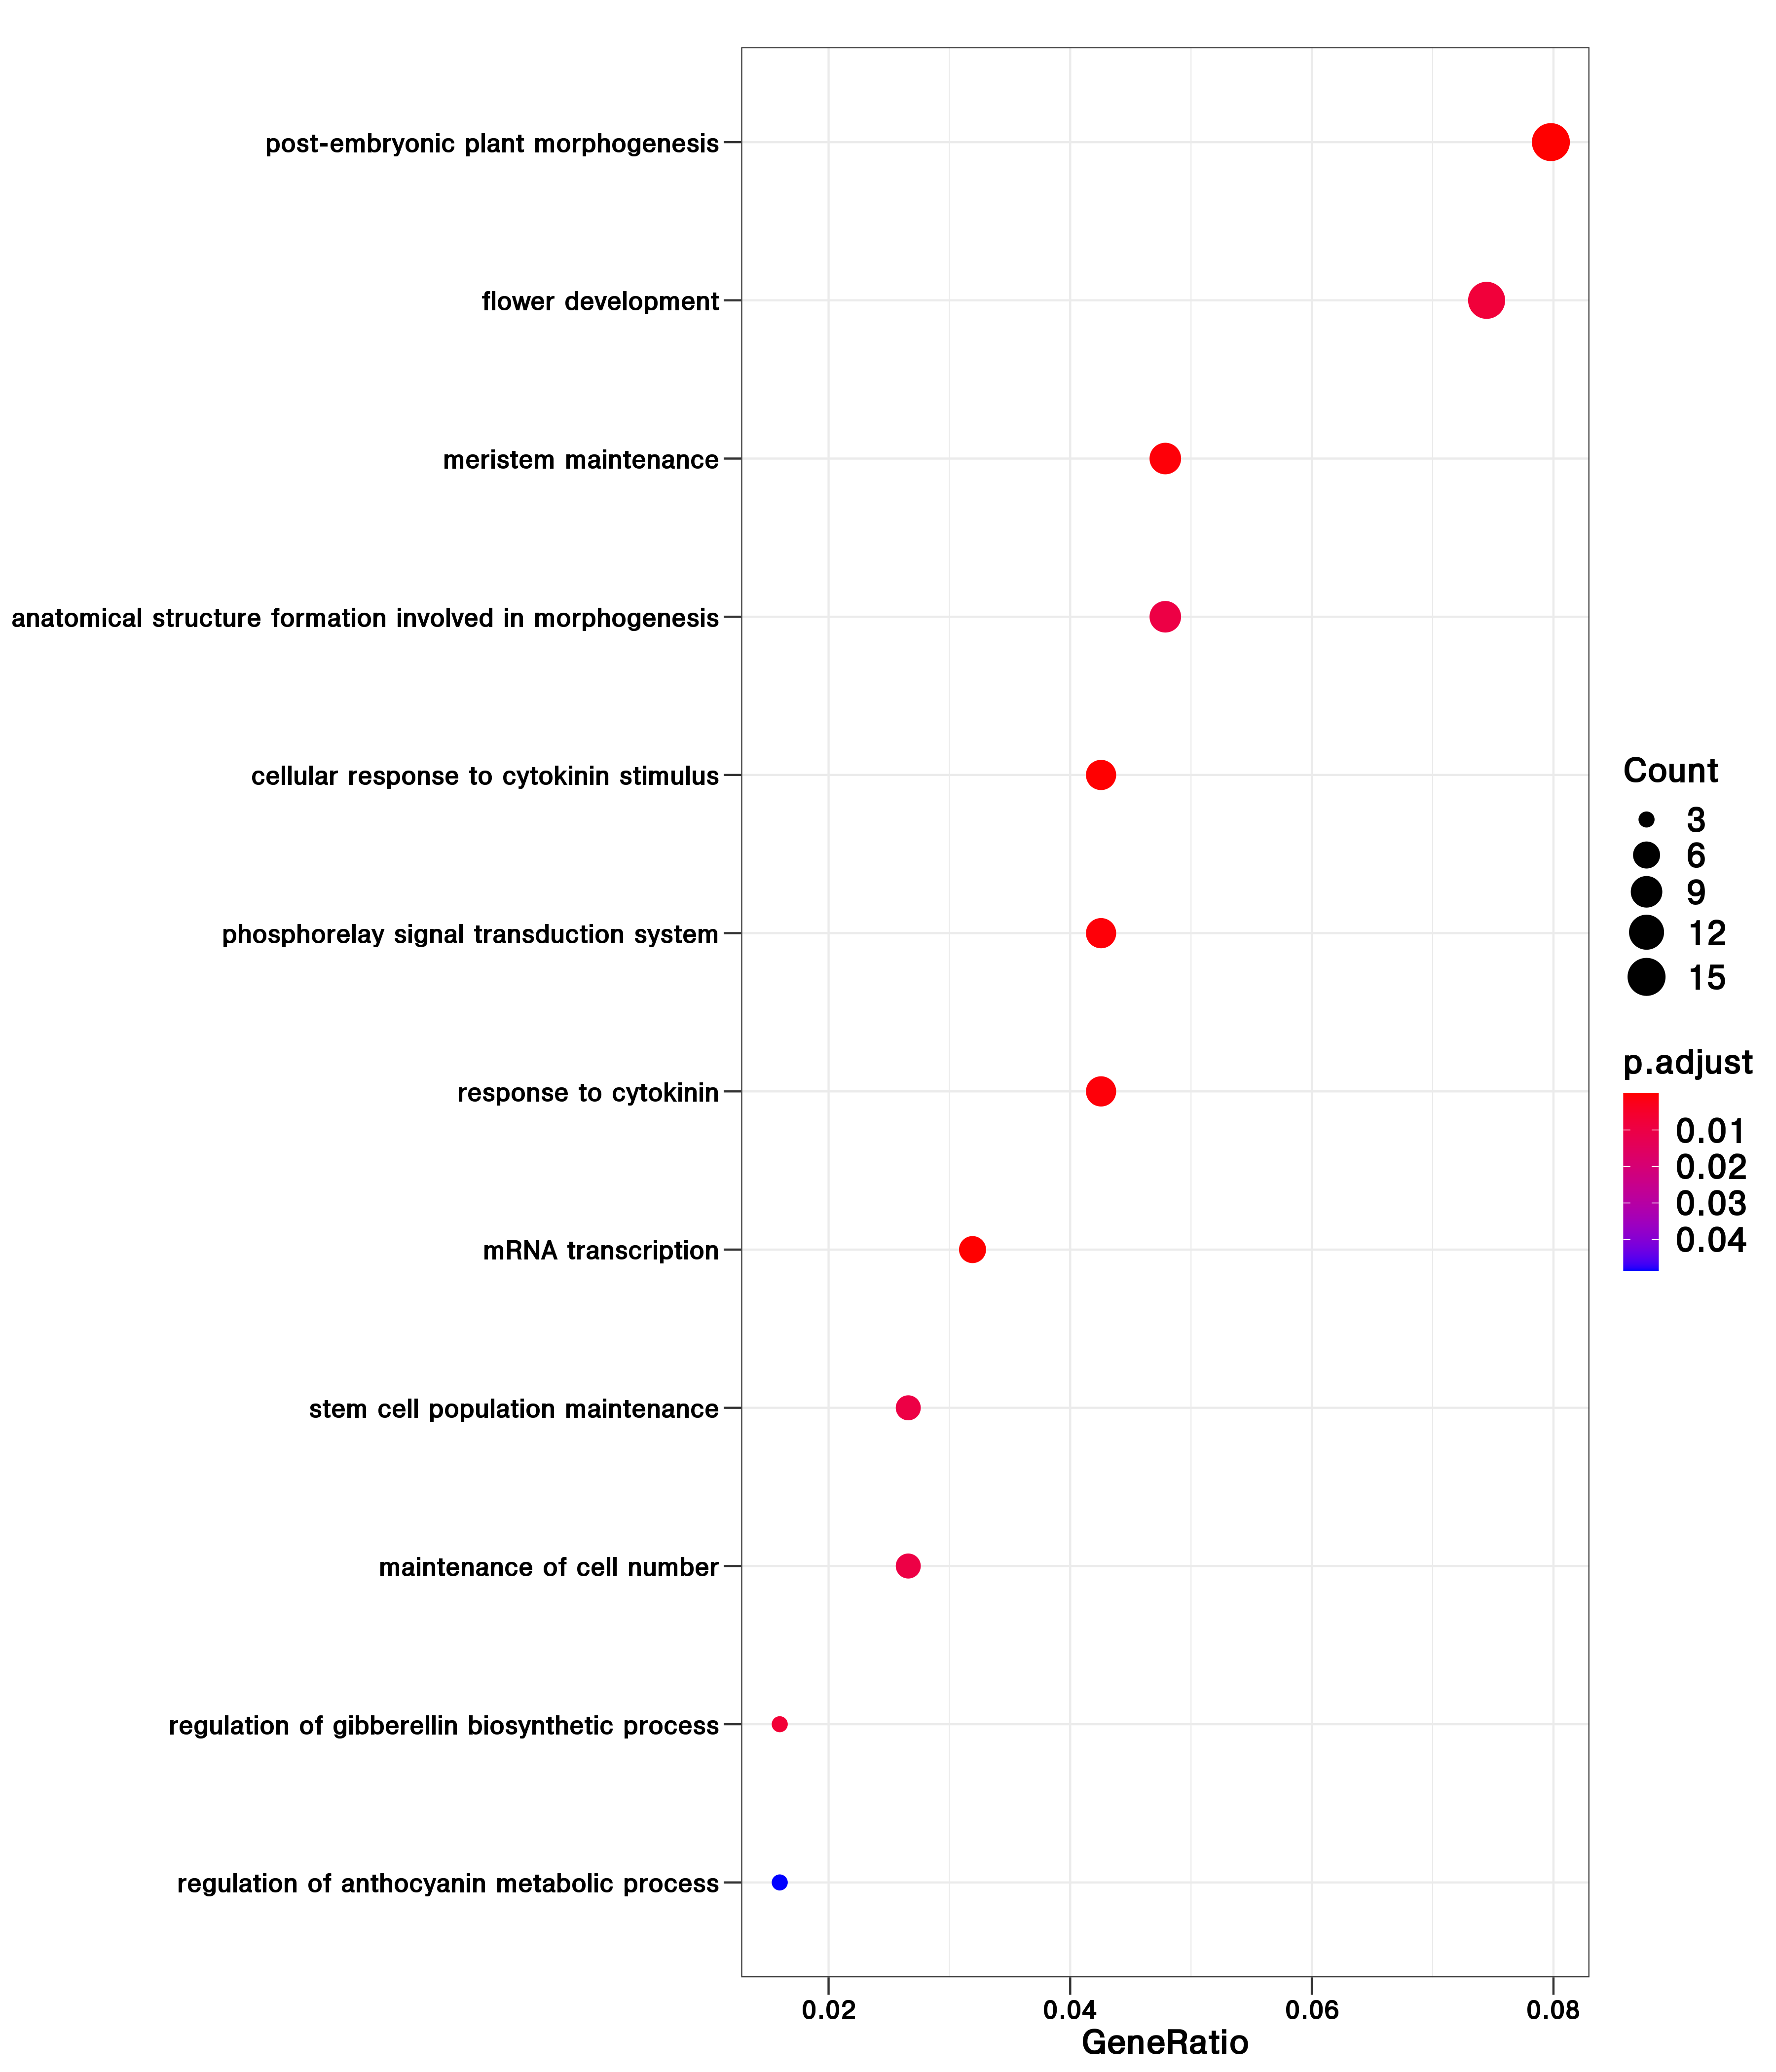 post-embryonic plant morphogenesis
flower development
meristem maintenance
anatomical structure formation involved in morphogenesis
cellular response to cytokinin stimulus
phosphorelay signal transduction system
response to cytokinin
mRNA transcription
stem cell population maintenance
maintenance of cell number
regulation of gibberellin biosynthetic process
regulation of anthocyanin metabolic process
0.02
0.04
0.06
0.08
GeneRatio
Count
3
6
9
12
15
p.adjust
0.01
0.02
0.03
0.04